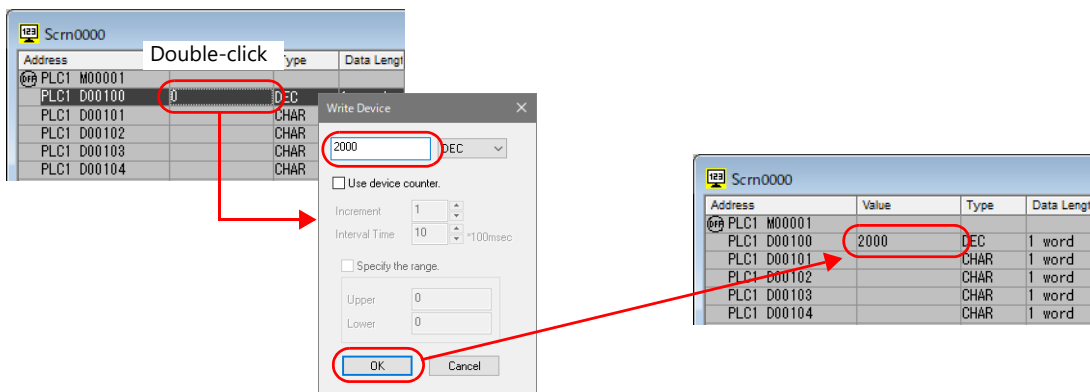 Scrn0000
Double-click
Address Type Data Lengt
OFF PLC1 M00001
PLC1 D00100 0 DEC
PLC1 D00101 CHAR
PLC1 D00102 CHAR
PLC1 D00103 CHAR
PLC1 D00104 CHAR
Write Device
2000 DEC
Use device counter.
Increment 1
Interval Time 10 *100msec
Specify the range.
Upper 0
Lower 0
OK Cancel
Scrn0000
Address Value Type Data Lengt
OFF PLC1 M00001
PLC1 D00100 2000 DEC 1 word
PLC1 D00101 CHAR 1 word
PLC1 D00102 CHAR 1 word
PLC1 D00103 CHAR 1 word
PLC1 D00104 CHAR 1 word